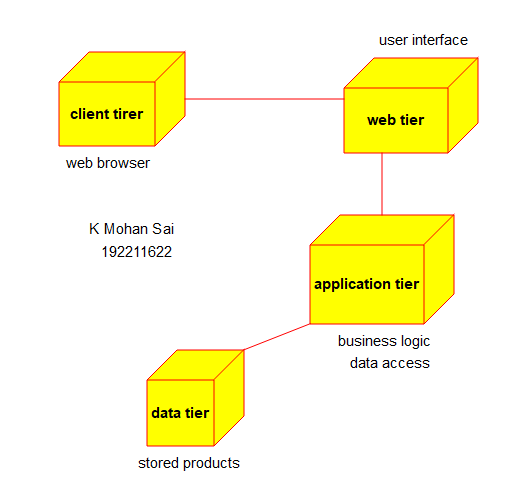 user interface
client tirer
web tier
web browser
K Mohan Sai
192211622
application tier
business logic
data access
data tier
stored products